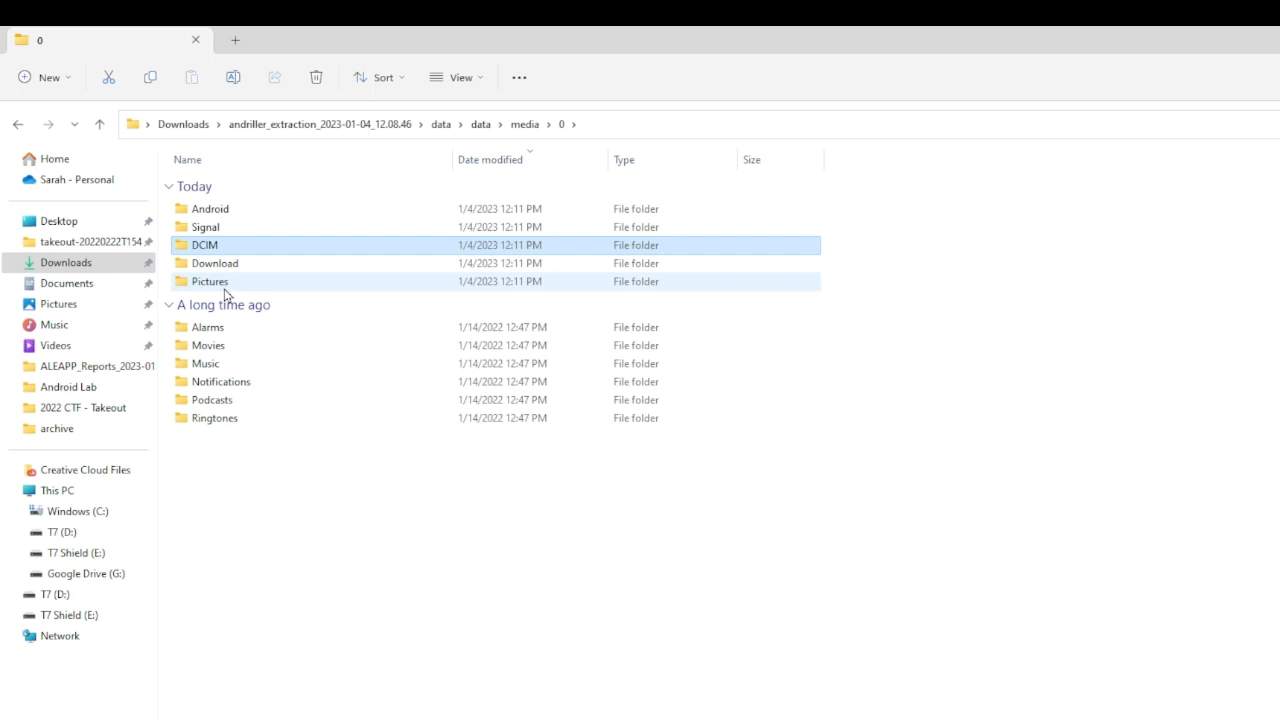 0
New
Sort
View
Downloads
andriller_extraction_2023-01-04_12.08.46
data
data
media
0
Home
Sarah - Personal
Desktop
takeout-20220222T154
Downloads
Documents
Pictures
Music
Videos
ALEAPP_Reports_2023-01
Android Lab
2022 CTF - Takeout
archive
Creative Cloud Files
This PC
Windows (C:)
T7 (D:)
T7 Shield (E:)
Google Drive (G:)
T7 (D:)
T7 Shield (E:)
Network
Name Date modified Type Size
Today
Android 1/4/2023 12:11 PM File folder
Signal 1/4/2023 12:11 PM File folder
DCIM 1/4/2023 12:11 PM File folder
Download 1/4/2023 12:11 PM File folder
Pictures 1/4/2023 12:11 PM File folder
A long time ago
Alarms 1/14/2022 12:47 PM File folder
Movies 1/14/2022 12:47 PM File folder
Music 1/14/2022 12:47 PM File folder
Notifications 1/14/2022 12:47 PM File folder
Podcasts 1/14/2022 12:47 PM File folder
Ringtones 1/14/2022 12:47 PM File folder